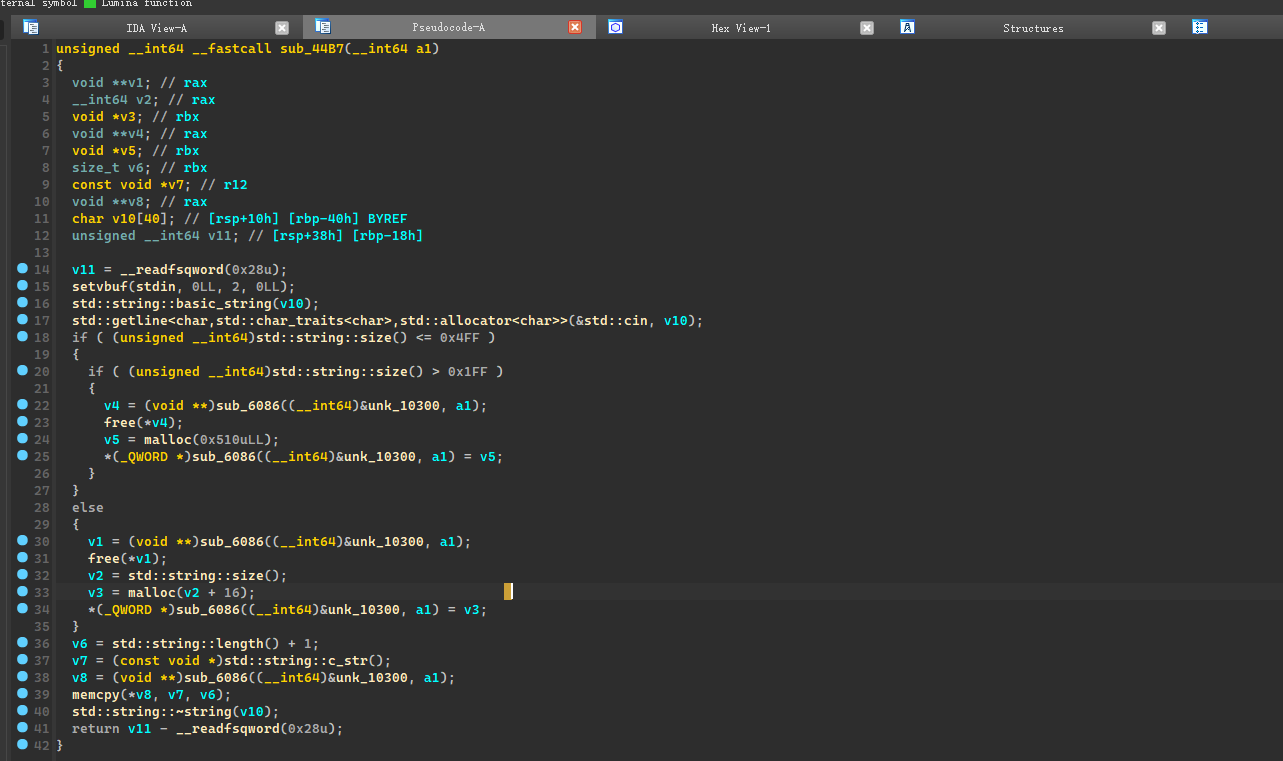 ternal symbol Lumina function
IDA View-A Pseudocode-A Hex View-1 Structures
1 unsigned __int64 __fastcall sub_44B7(__int64 a1)
2 {
3 void **v1; // rax
4 __int64 v2; // rax
5 void *v3; // rbx
6 void **v4; // rax
7 void *v5; // rbx
8 size_t v6; // rbx
9 const void *v7; // r12
10 void **v8; // rax
11 char v10[40]; // [rsp+10h] [rbp-40h] BYREF
12 unsigned __int64 v11; // [rsp+38h] [rbp-18h]
13
14 v11 = __readfsqword(0x28u);
15 setvbuf(stdin, 0LL, 2, 0LL);
16 std::string::basic_string(v10);
17 std::getline<char,std::char_traits<char>,std::allocator<char>>(&std::cin, v10);
18 if ( (unsigned __int64)std::string::size() <= 0x4FF )
19 {
20 if ( (unsigned __int64)std::string::size() > 0x1FF )
21 {
22 v4 = (void **)sub_6086((__int64)&unk_10300, a1);
23 free(*v4);
24 v5 = malloc(0x510uLL);
25 *(_QWORD *)sub_6086((__int64)&unk_10300, a1) = v5;
26 }
27 }
28 else
29 {
30 v1 = (void **)sub_6086((__int64)&unk_10300, a1);
31 free(*v1);
32 v2 = std::string::size();
33 v3 = malloc(v2 + 16);
34 *(_QWORD *)sub_6086((__int64)&unk_10300, a1) = v3;
35 }
36 v6 = std::string::length() + 1;
37 v7 = (const void *)std::string::c_str();
38 v8 = (void **)sub_6086((__int64)&unk_10300, a1);
39 memcpy(*v8, v7, v6);
40 std::string::~string(v10);
41 return v11 - __readfsqword(0x28u);
42 }